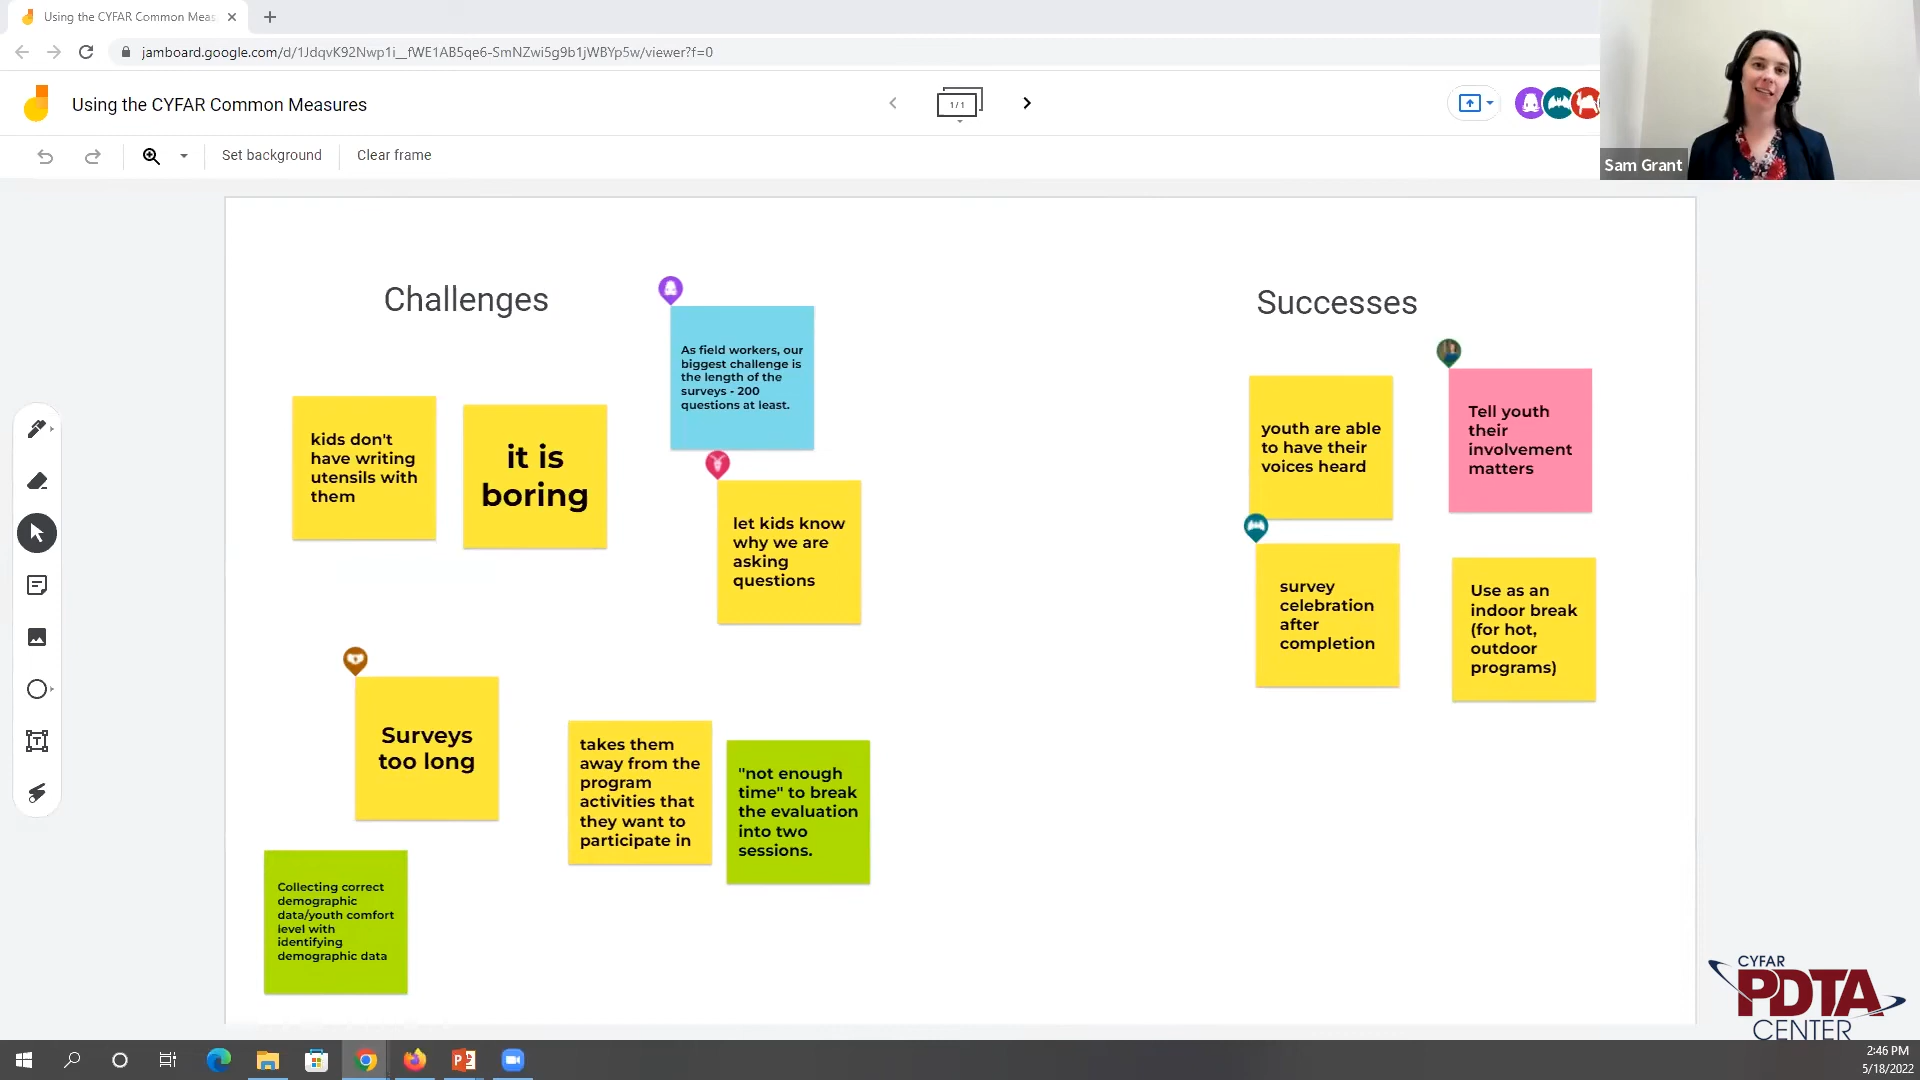 Using the CYFAR Common Meas
jamboard.google.com/d/1JdqvK92Nwp1i__fWE1AB5qe6-SmNZwi5g9b1jWBYp5w/viewer?f=0
Using the CYFAR Common Measures
1 / 1
Set background
Clear frame
Sam Grant
Challenges
As field workers, our
biggest challenge is
the length of the
surveys - 200
questions at least.
kids don't
have writing
utensils with
them
it is
boring
let kids know
why we are
asking
questions
Surveys
too long
takes them
away from the
program
activities that
they want to
participate in
"not enough
time" to break
the evaluation
into two
sessions.
Collecting correct
demographic
data/youth comfort
level with
identifying
demographic data
Successes
youth are able
to have their
voices heard
Tell youth
their
involvement
matters
survey
celebration
after
completion
Use as an
indoor break
(for hot,
outdoor
programs)
CYFAR
PDTA
CENTER
2:46 PM
5/18/2022